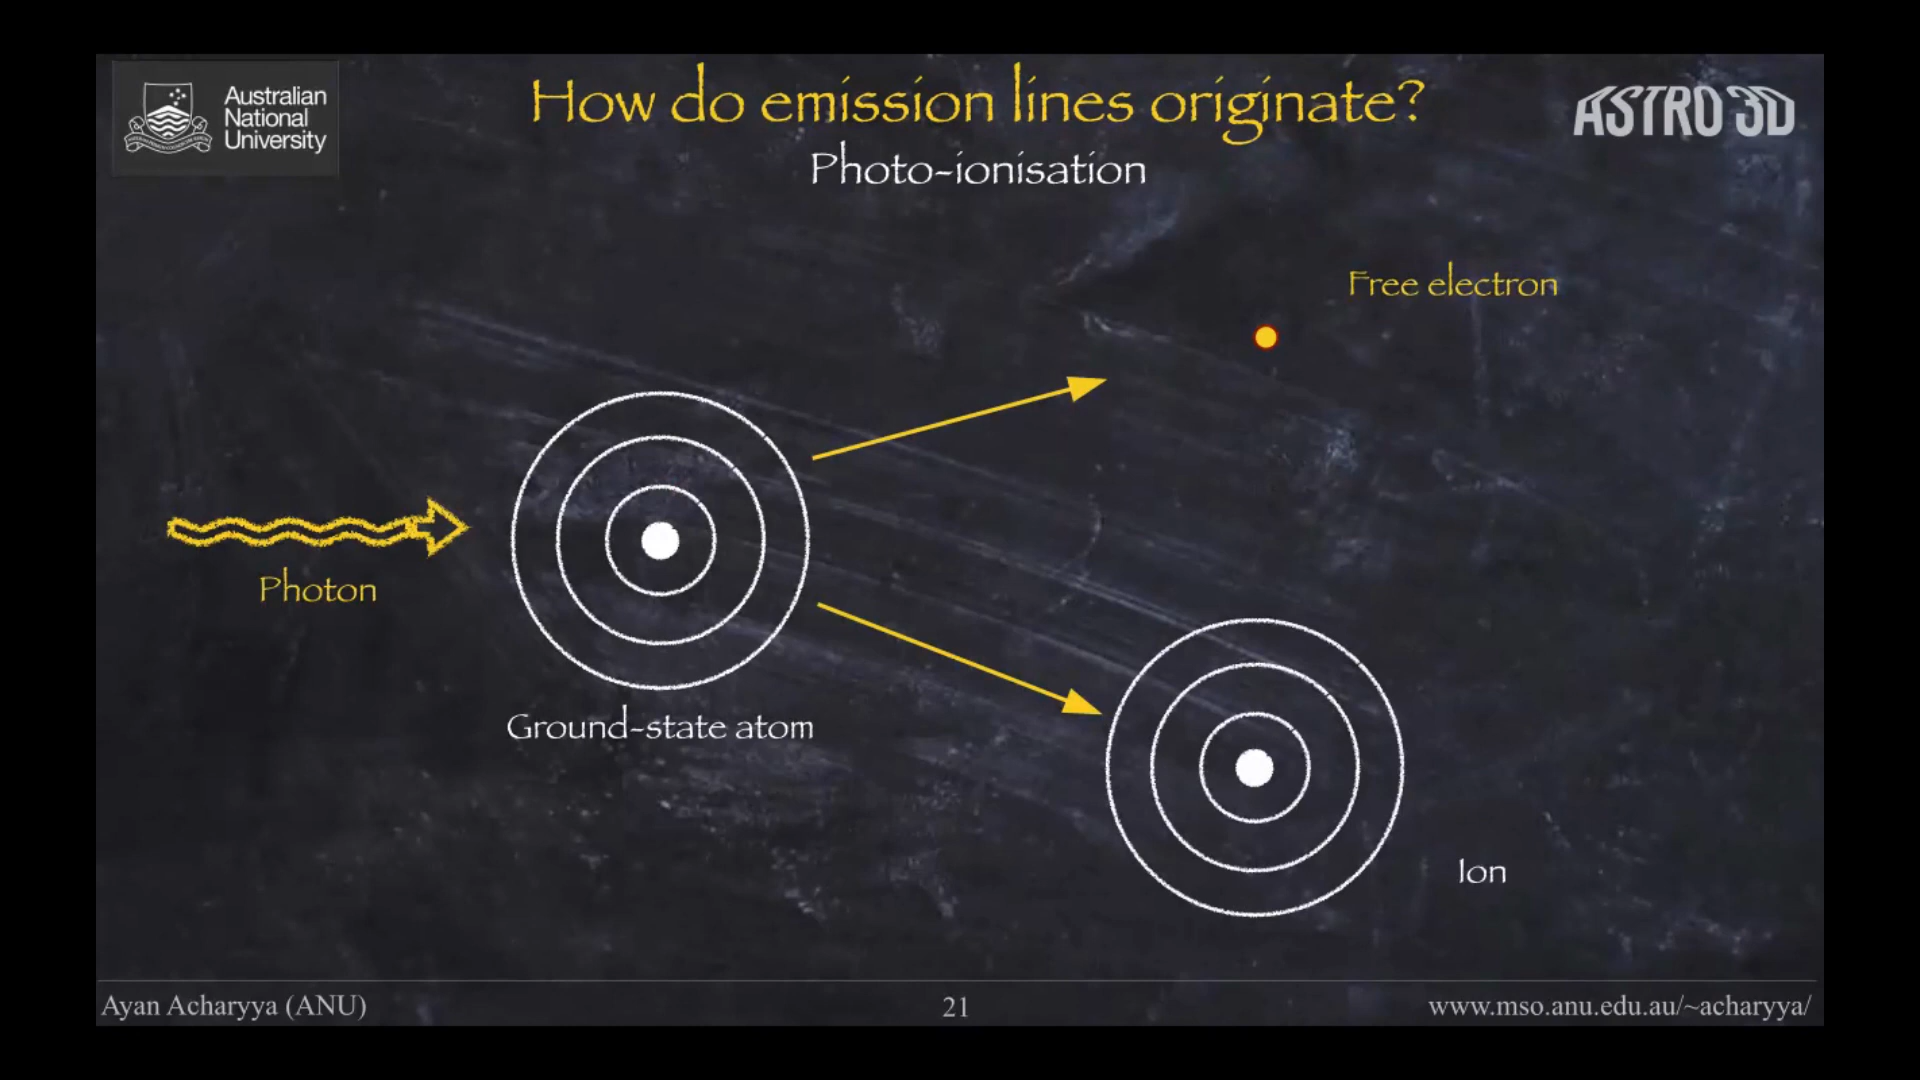 Australian
National
University
How do emission lines originate?
Photo-ionisation
ASTRO 3D
Free electron
Photon
Ground-state atom
Ion
Ayan Acharyya (ANU)
21
www.mso.anu.edu.au/~acharyya/